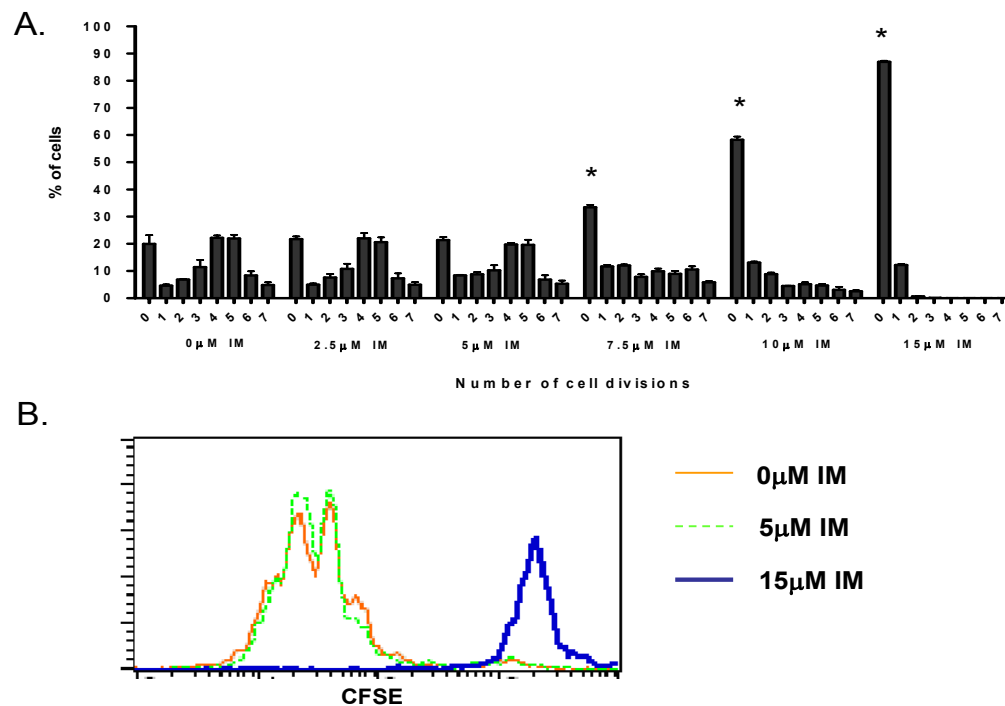 A.
100
90
80
70
60
50
40
30
20
10
0
% of cells
* * *
0 1 2 3 4 5 6 7 0 1 2 3 4 5 6 7 0 1 2 3 4 5 6 7 0 1 2 3 4 5 6 7 0 1 2 3 4 5 6 7 0 1 2 3 4 5 6 7
0μM IM 2.5μM IM 5μM IM 7.5μM IM 10μM IM 15μM IM
Number of cell divisions
B.
0μM IM
5μM IM
15μM IM
CFSE